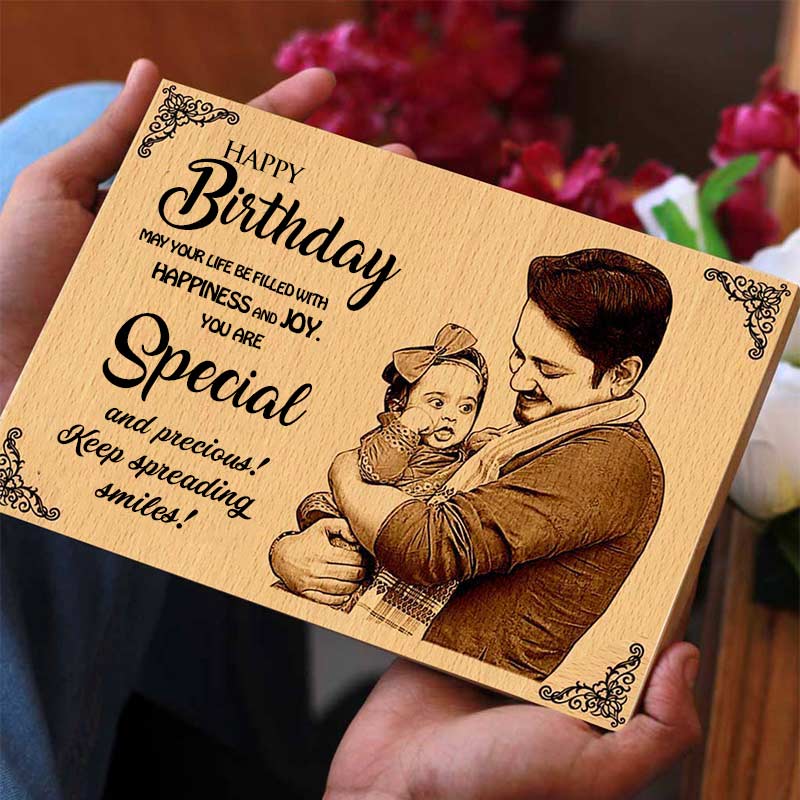 HAPPY
Birthday
MAY YOUR LIFE BE FILLED WITH
HAPPINESS AND JOY.
YOU ARE
Special
and precious!
Keep spreading
smiles!